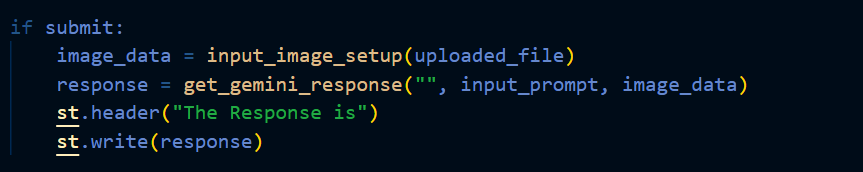 if submit:
    image_data = input_image_setup(uploaded_file)
    response = get_gemini_response("", input_prompt, image_data)
    st.header("The Response is")
    st.write(response)